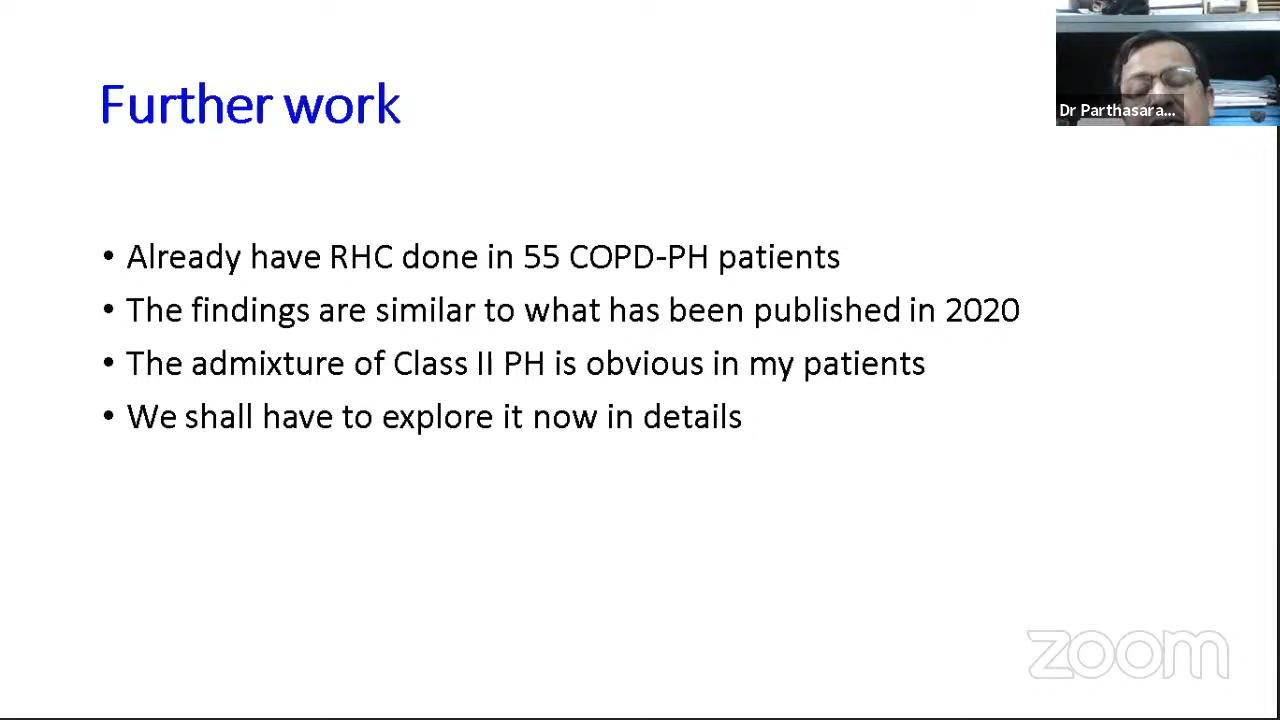 Further work
Dr Parthasara...
• Already have RHC done in 55 COPD-PH patients
• The findings are similar to what has been published in 2020
• The admixture of Class II PH is obvious in my patients
• We shall have to explore it now in details
zoom